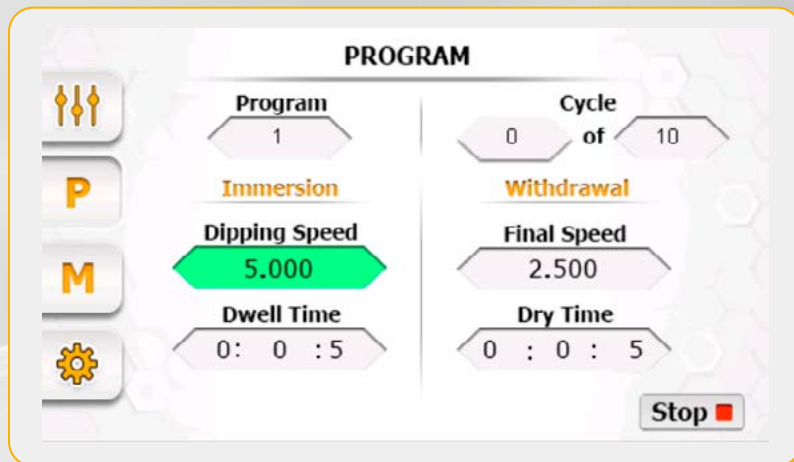 PROGRAM
Program
1
Cycle
0 of 10
P
M
Immersion
Dipping Speed
5.000
Dwell Time
0: 0 :5
Withdrawal
Final Speed
2.500
Dry Time
0 : 0 : 5
Stop